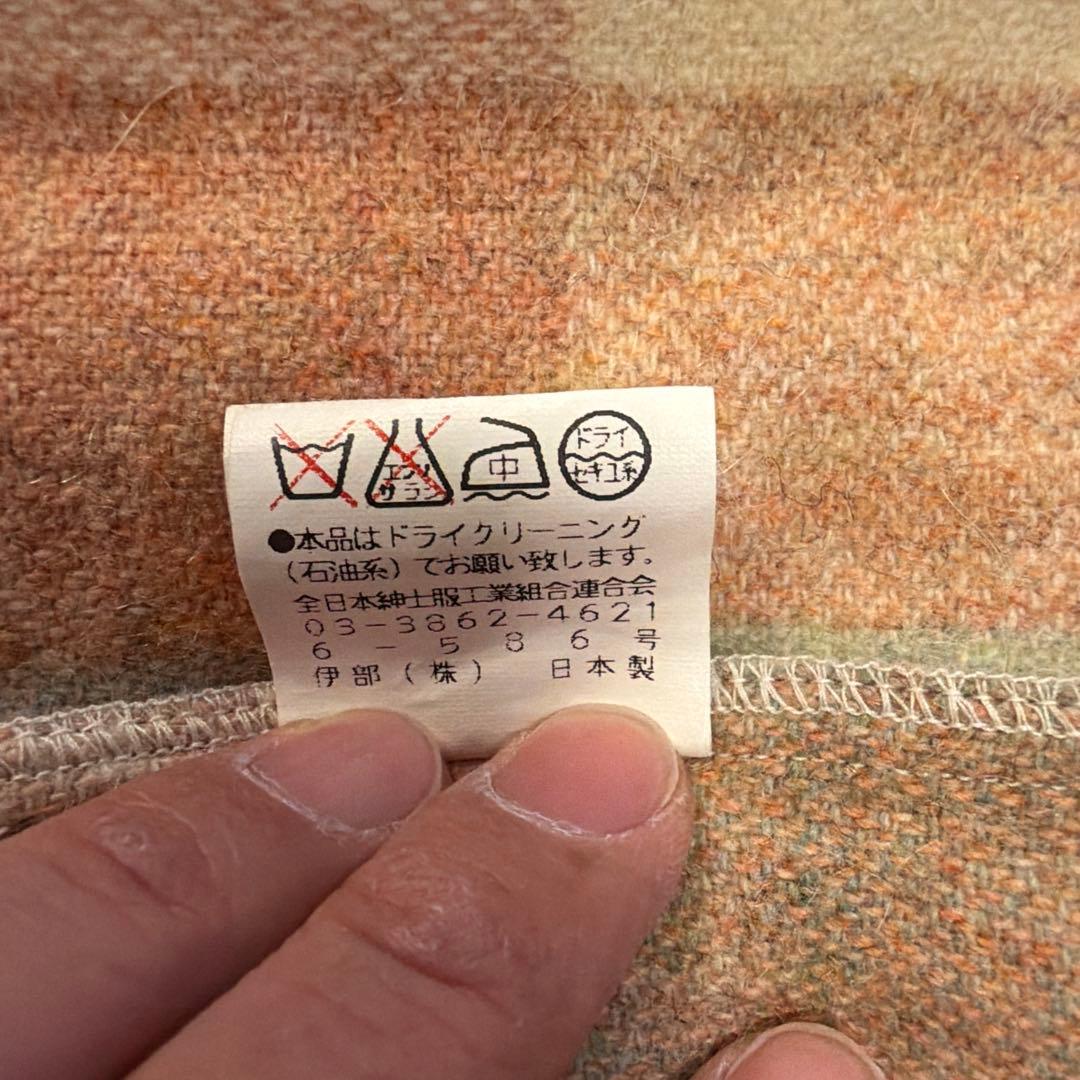 エンソ
サラシ
中
ドライ
セキユ系
●本品はドライクリーニング
(石油系)でお願い致します。
全日本紳士服工業組合連合会
03-3862-4621
6-586号
伊部(株) 日本製